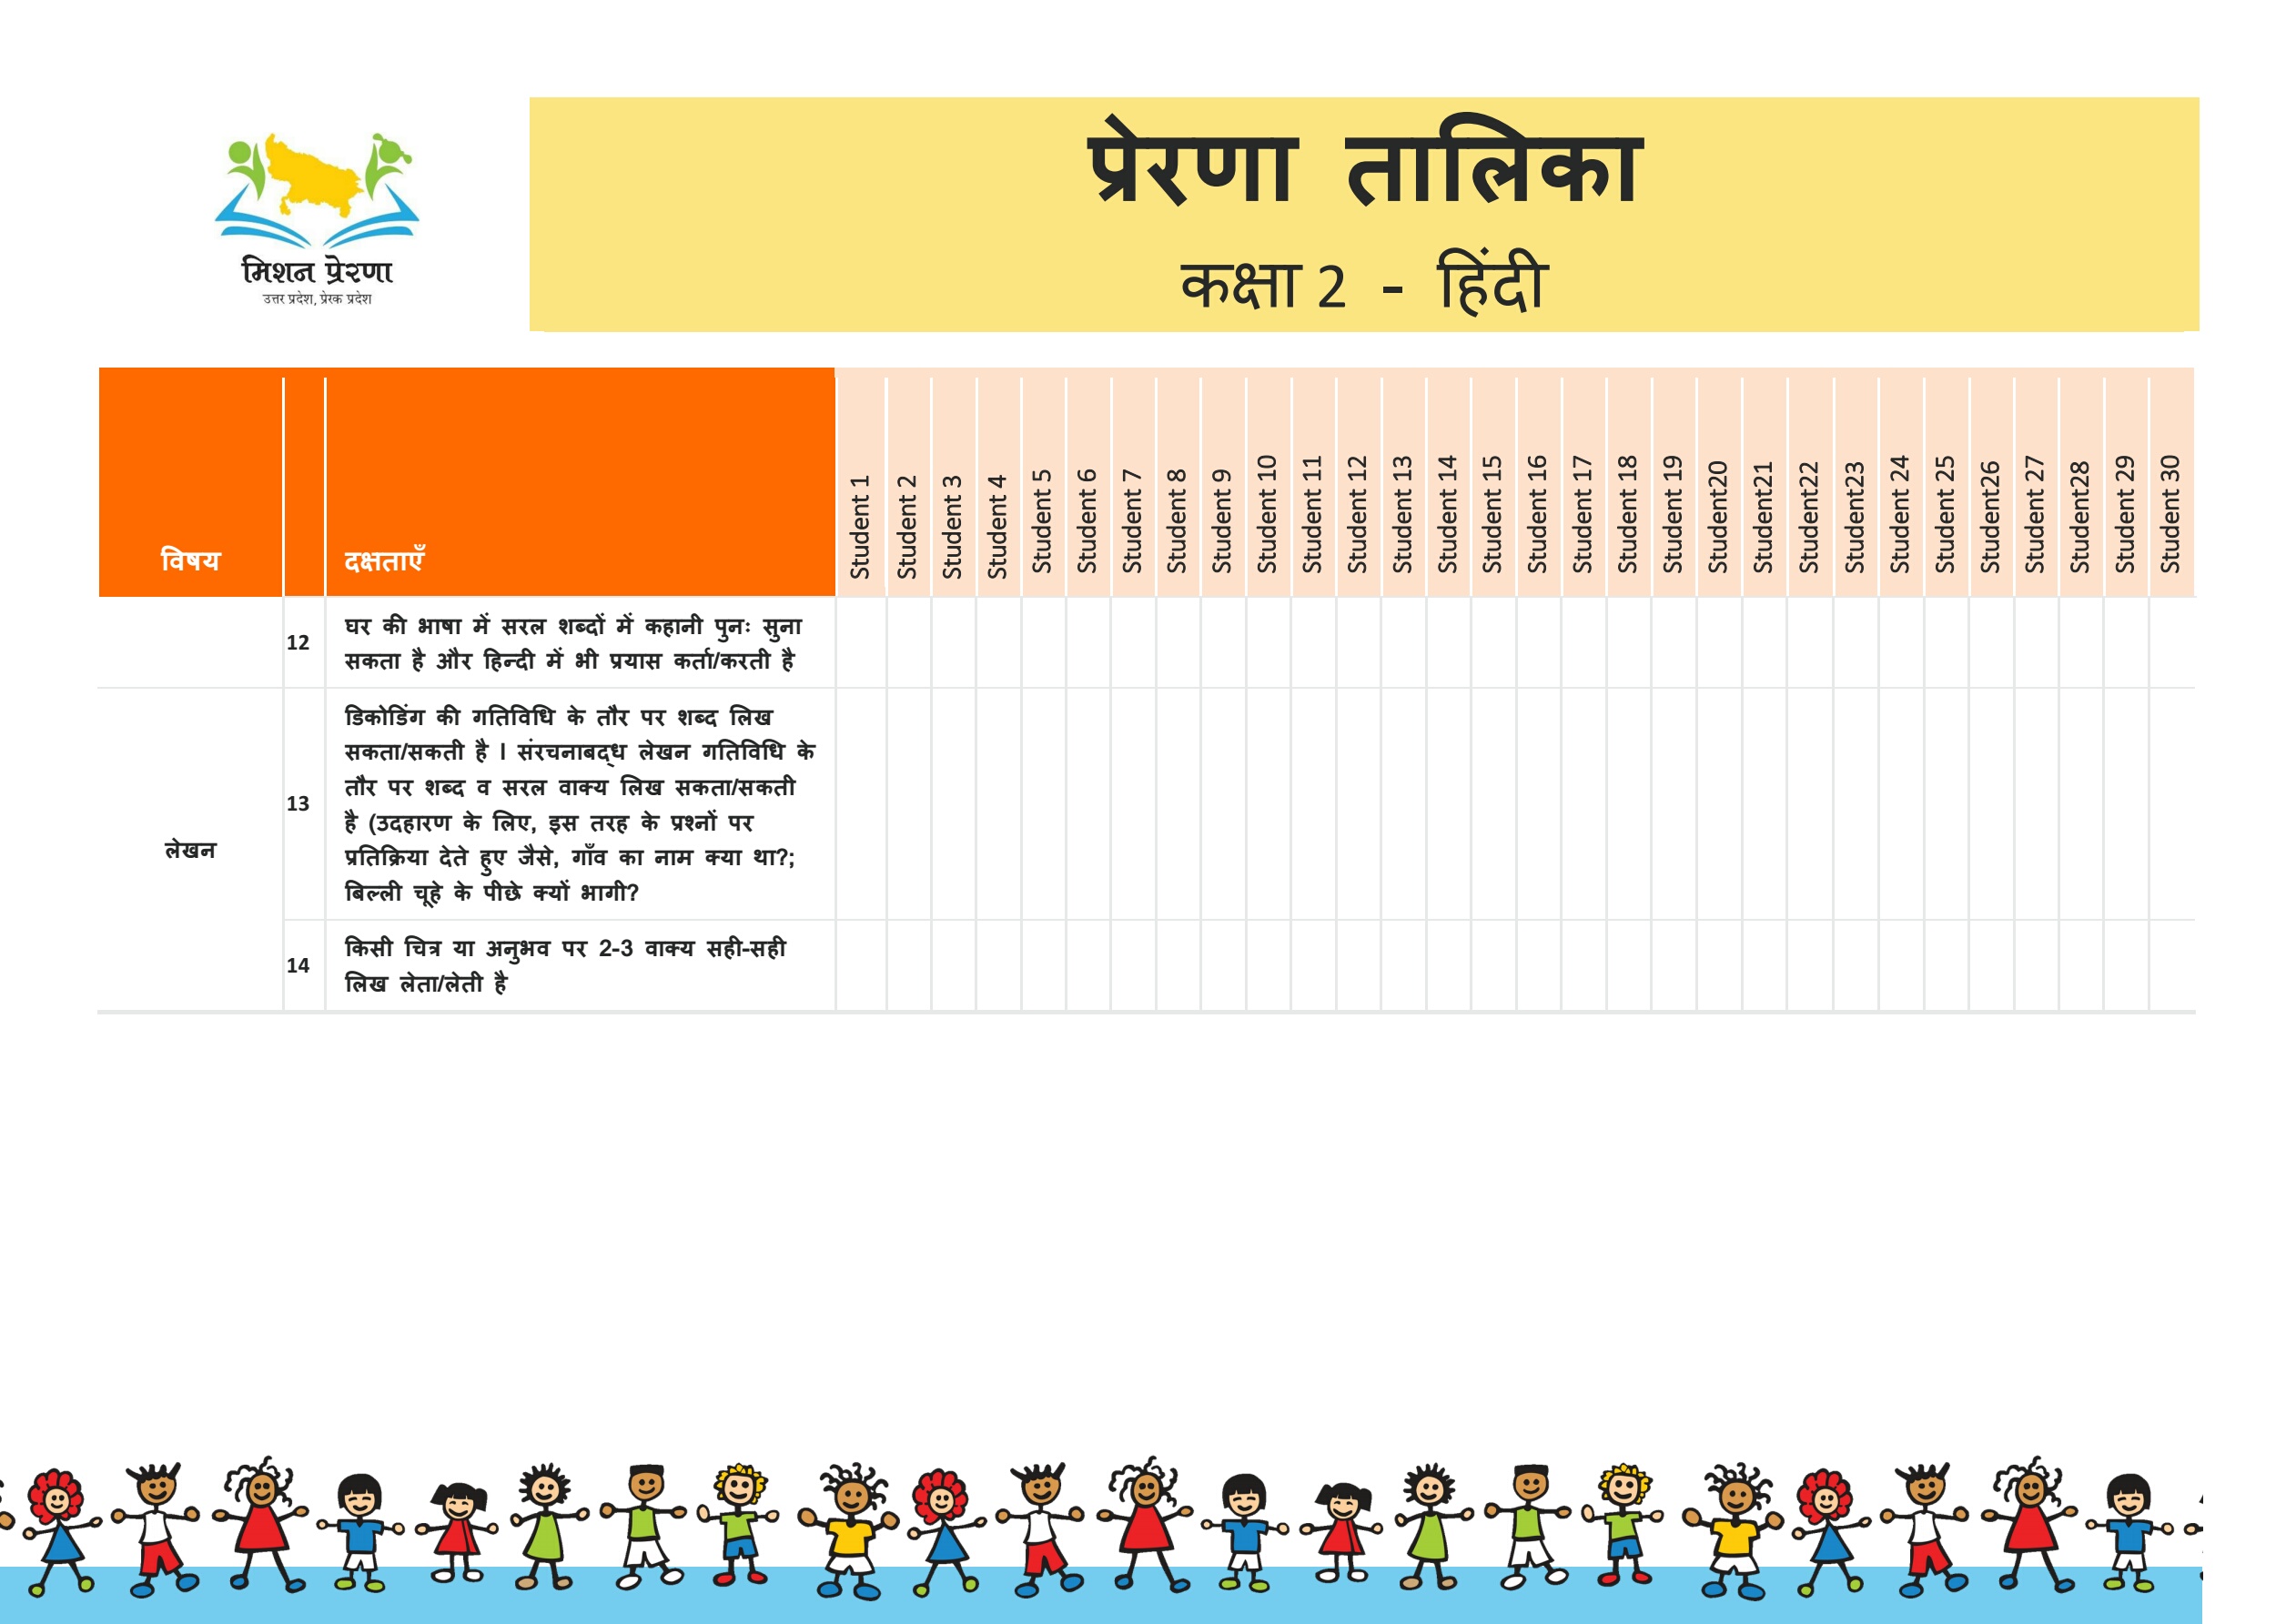 प्रेरणा तालिका
कक्षा 2 - हिंदी
मिशन प्रेरणा
उत्तर प्रदेश, प्रेरक प्रदेश
विषय
दक्षताएँ
Student 1
Student 2
Student 3
Student 4
Student 5
Student 6
Student 7
Student 8
Student 9
Student 10
Student 11
Student 12
Student 13
Student 14
Student 15
Student 16
Student 17
Student 18
Student 19
Student20
Student21
Student22
Student23
Student 24
Student 25
Student26
Student 27
Student28
Student 29
Student 30
12
घर की भाषा में सरल शब्दों में कहानी पुनः सुना
सकता है और हिन्दी में भी प्रयास कर्ता/करती है
लेखन
13
डिकोडिंग की गतिविधि के तौर पर शब्द लिख
सकता/सकती है । संरचनाबद्ध लेखन गतिविधि के
तौर पर शब्द व सरल वाक्य लिख सकता/सकती
है (उदहारण के लिए, इस तरह के प्रश्नों पर
प्रतिक्रिया देते हुए जैसे, गाँव का नाम क्या था?;
बिल्ली चूहे के पीछे क्यों भागी?
14
किसी चित्र या अनुभव पर 2-3 वाक्य सही-सही
लिख लेता/लेती है